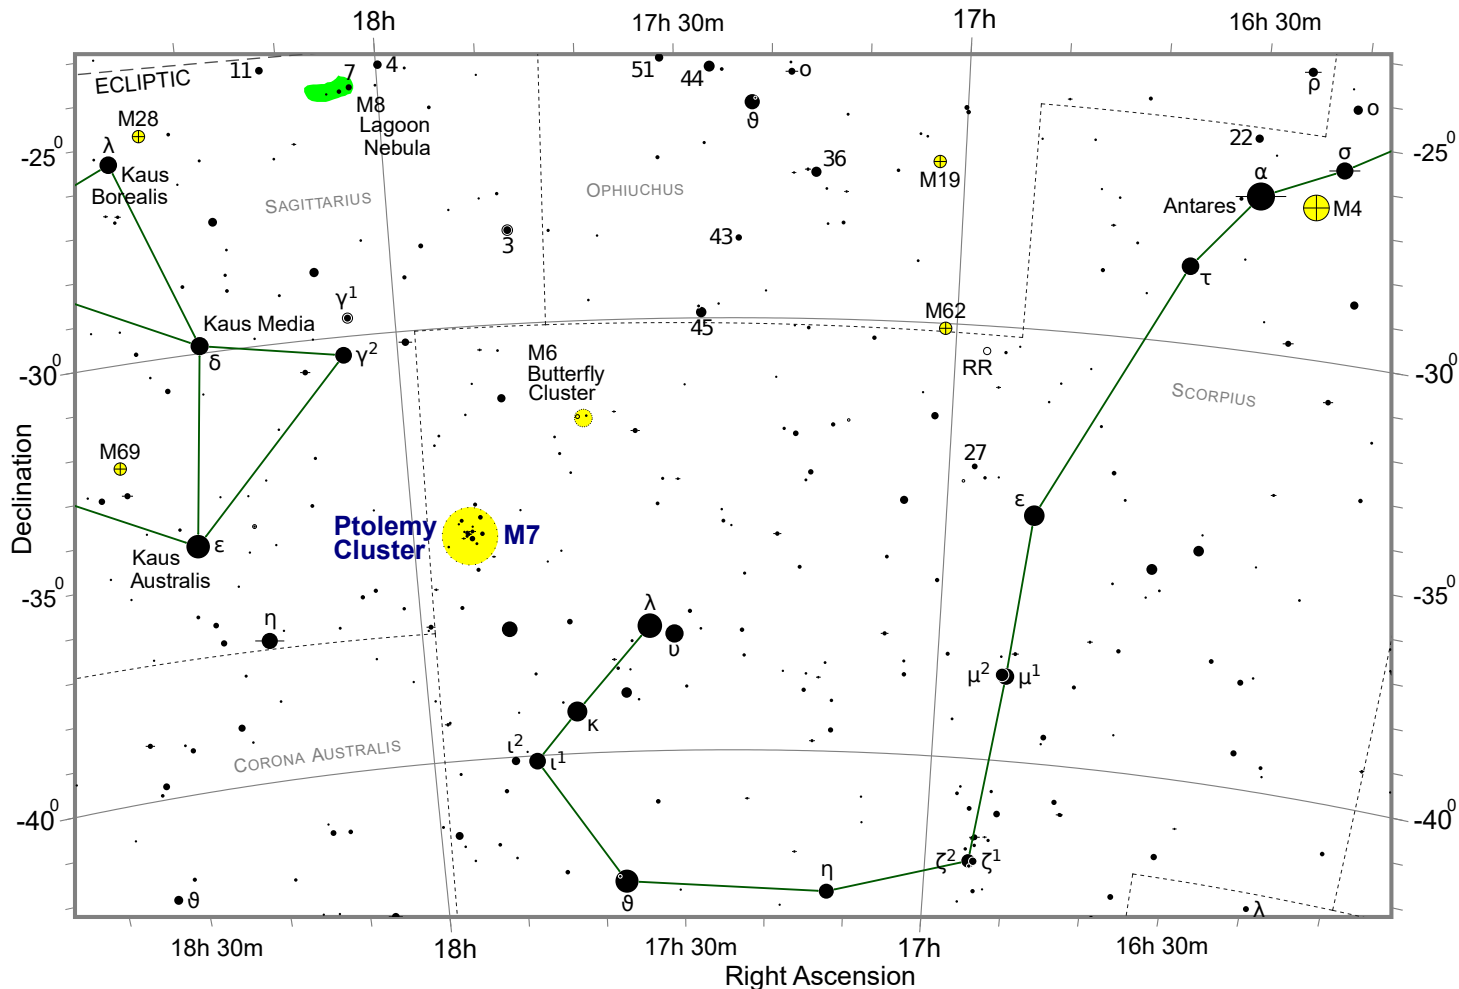 18h
17h 30m
17h
16h 30m
ECLIPTIC
11
7
4
51
44
ο
ρ
ο
M8
Lagoon
Nebula
M28
ϑ
22
σ
-25⁰
-25⁰
λ
Kaus
Borealis
36
M19
α
Antares
M4
SAGITTARIUS
OPHIUCHUS
3
43
τ
γ¹
Kaus Media
45
M62
δ
γ²
M6
Butterfly
Cluster
RR
-30⁰
-30⁰
SCORPIUS
M69
27
ε
Declination
Ptolemy
Cluster
M7
ε
Kaus
Australis
-35⁰
-35⁰
η
λ
υ
μ²
μ¹
κ
ι²
ι¹
CORONA AUSTRALIS
-40⁰
-40⁰
ζ²
ζ¹
η
ϑ
ϑ
λ
18h 30m
18h
17h 30m
17h
16h 30m
Right Ascension